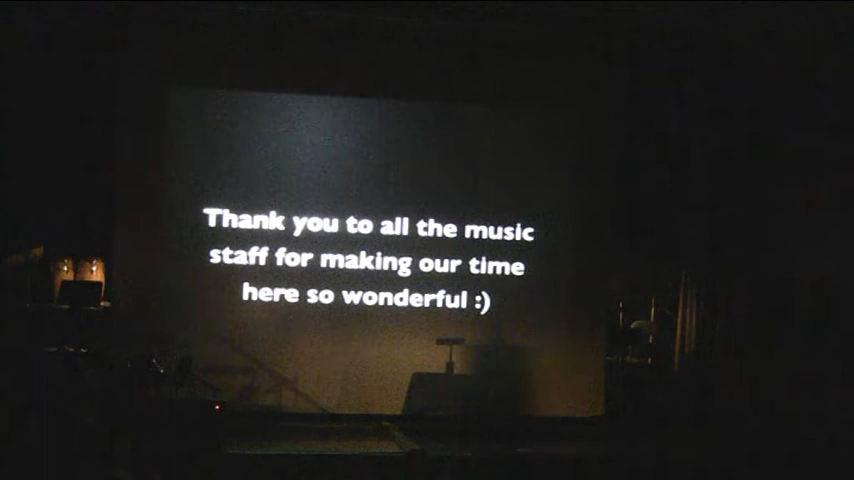 Thank you to all the music
staff for making our time
here so wonderful :)